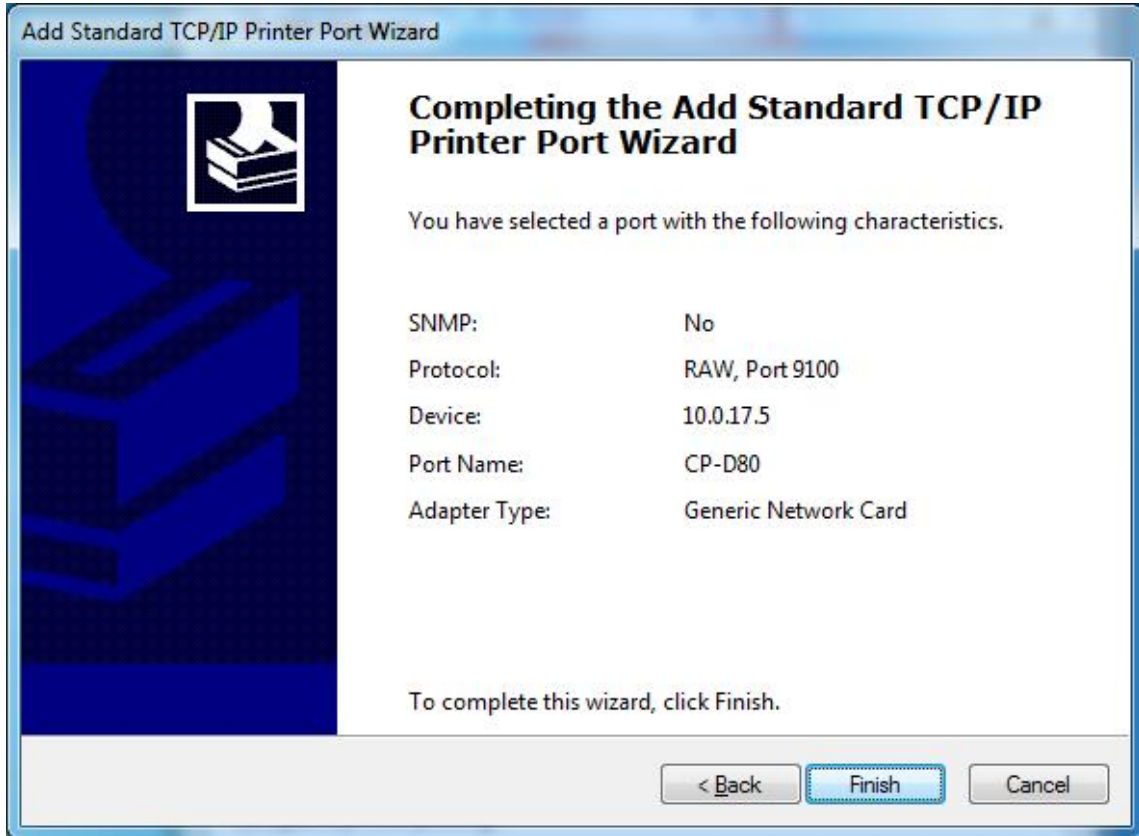 Add Standard TCP/IP Printer Port Wizard
Completing the Add Standard TCP/IP
Printer Port Wizard
You have selected a port with the following characteristics.
SNMP: No
Protocol: RAW, Port 9100
Device: 10.0.17.5
Port Name: CP-D80
Adapter Type: Generic Network Card
To complete this wizard, click Finish.
< Back Finish Cancel